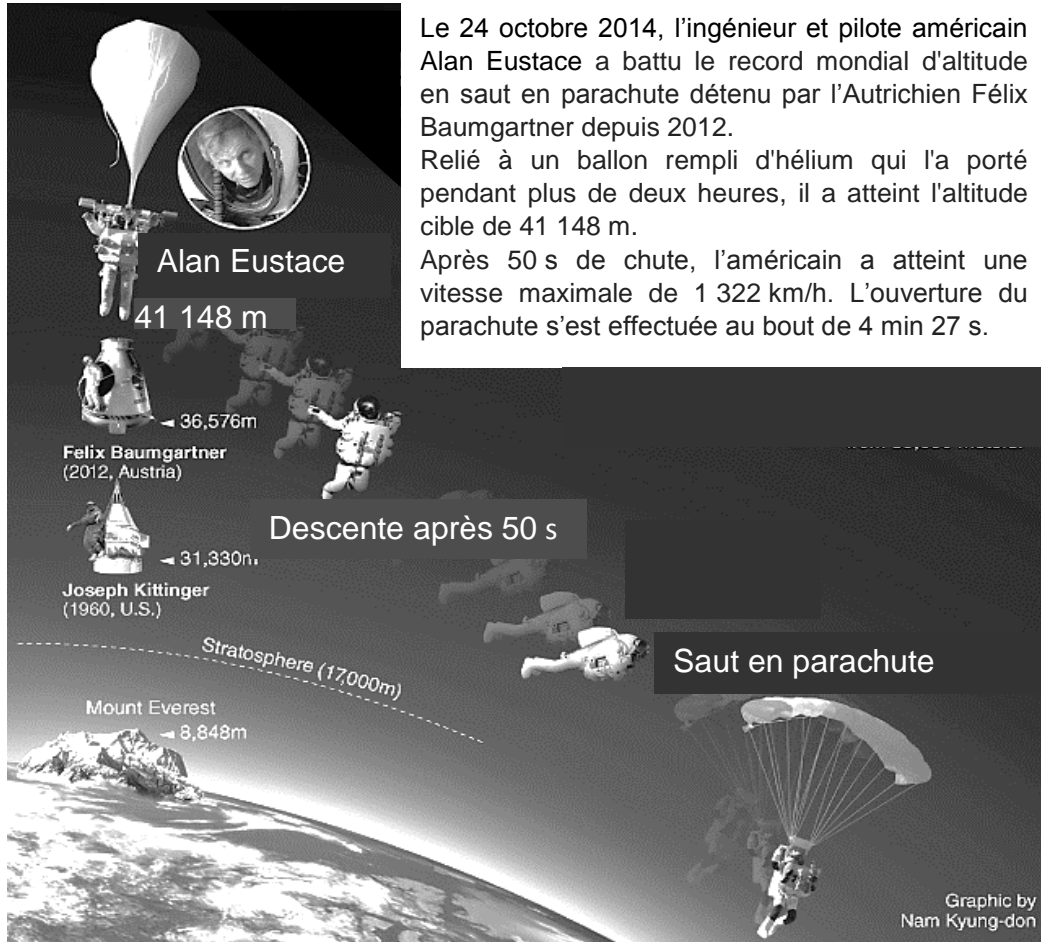 Le 24 octobre 2014, l’ingénieur et pilote américain
Alan Eustace a battu le record mondial d'altitude
en saut en parachute détenu par l’Autrichien Félix
Baumgartner depuis 2012.
Relié à un ballon rempli d'hélium qui l'a porté
pendant plus de deux heures, il a atteint l'altitude
cible de 41 148 m.
Après 50 s de chute, l’américain a atteint une
vitesse maximale de 1 322 km/h. L’ouverture du
parachute s’est effectuée au bout de 4 min 27 s.
Alan Eustace
41 148 m
36,576m
Felix Baumgartner
(2012, Austria)
Descente après 50 s
31,330m
Joseph Kittinger
(1960, U.S.)
Stratosphere (17,000m)
Saut en parachute
Mount Everest
8,848m
Graphic by
Nam Kyung-don